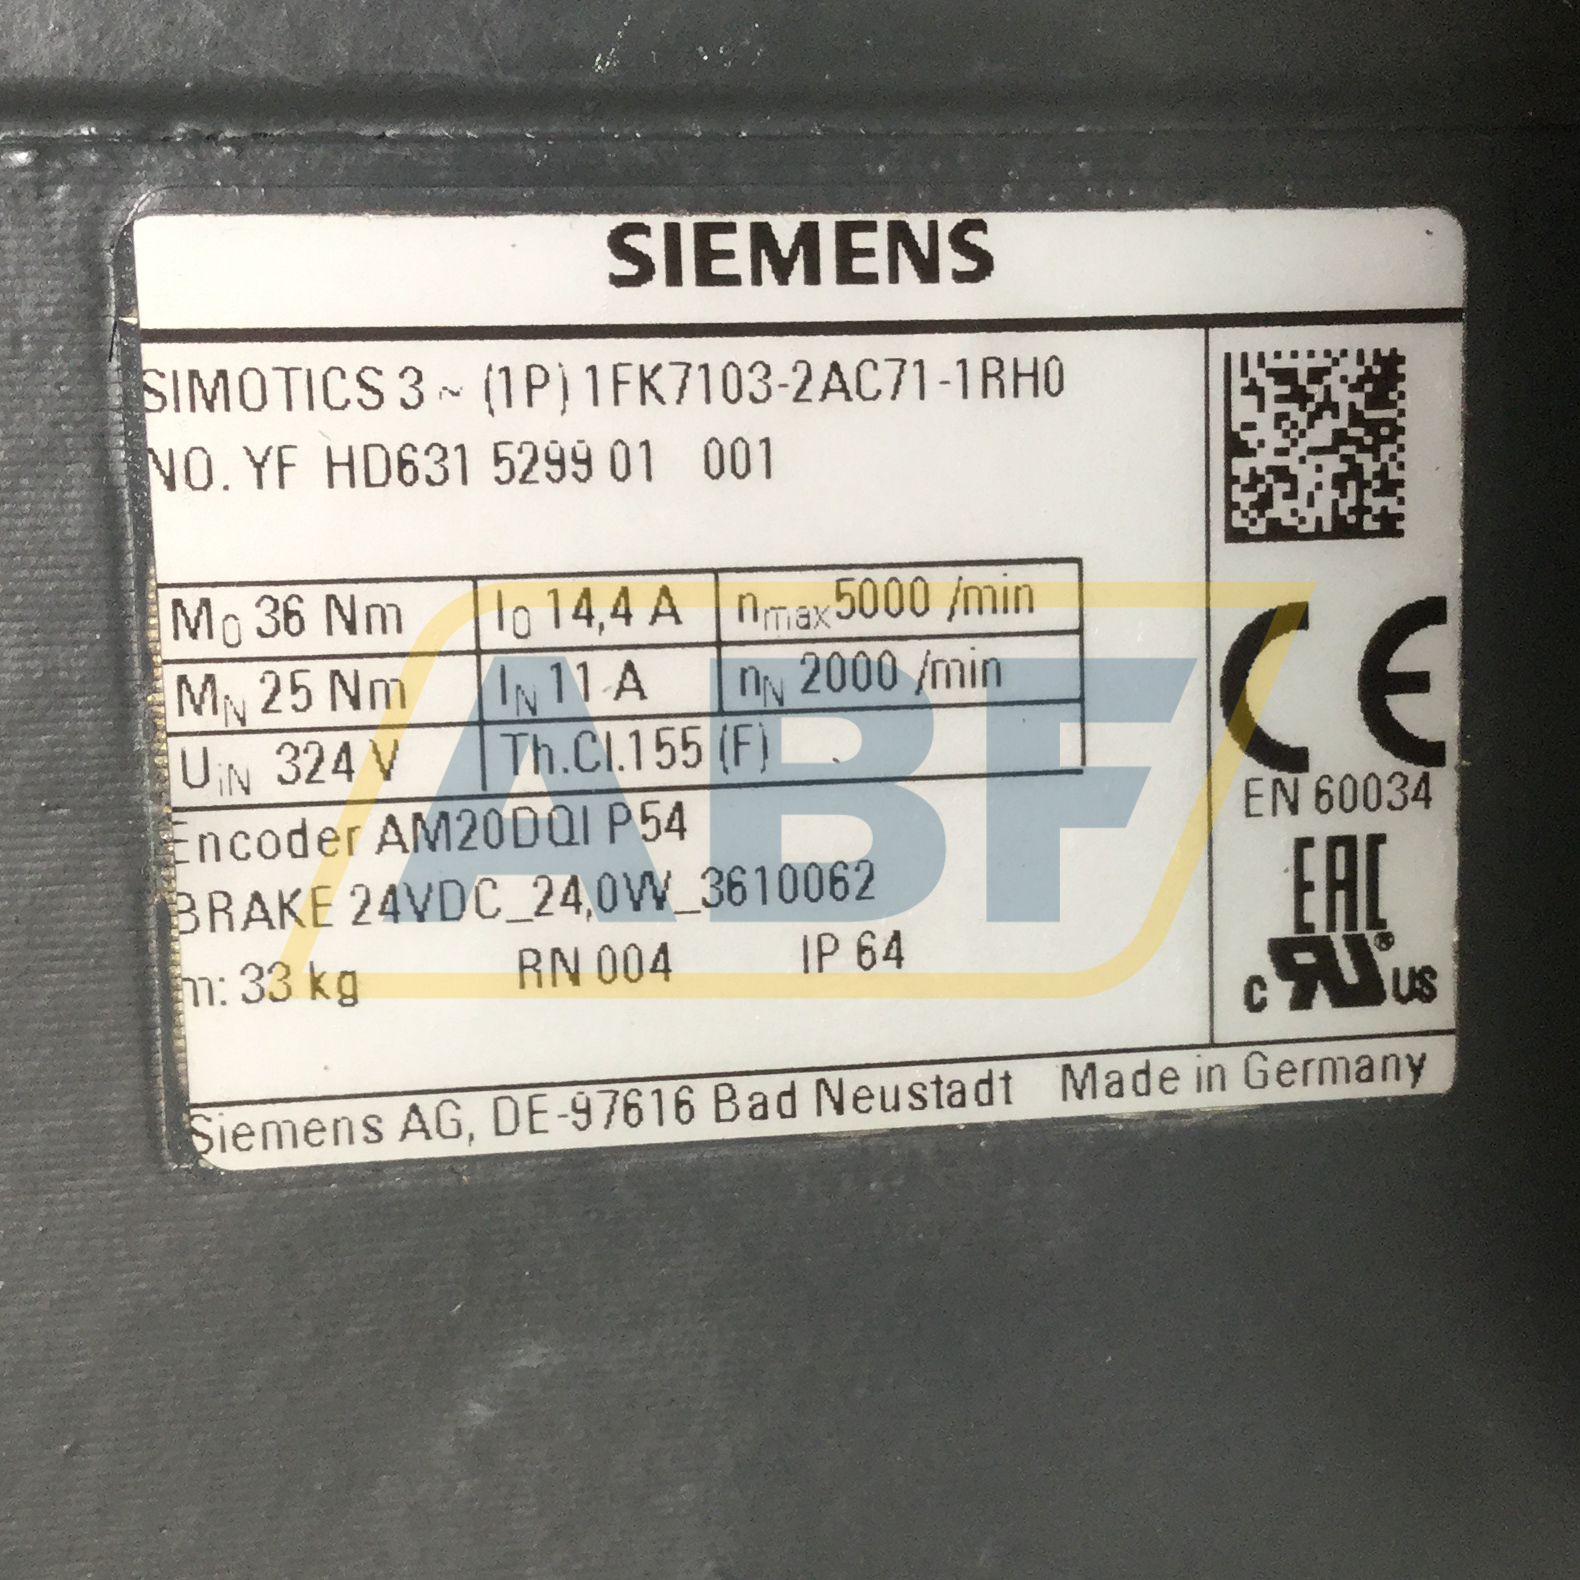 SIEMENS
SIMOTICS 3 ~ (1P) 1FK7103-2AC71-1RH0
NO. YF HD631 5299 01 001
M0 36 Nm I0 14,4 A nmax 5000 /min
MN 25 Nm IN 11 A nN 2000 /min
UiN 324 V Th.Cl.155 (F)
Encoder AM20DQI P54
BRAKE 24VDC_24,0W_3610062
m: 33 kg RN 004 IP 64
Siemens AG, DE-97616 Bad Neustadt Made in Germany
CE
EN 60034
EAC
c RU® US
ABF